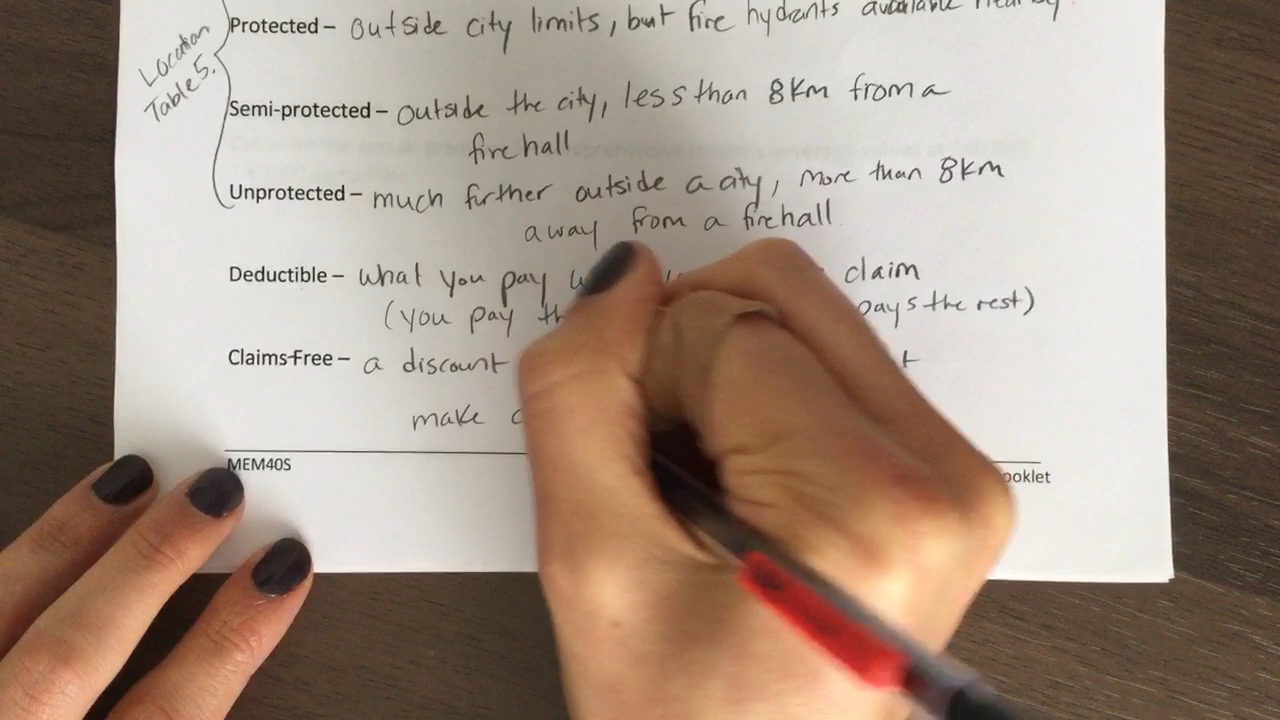 Protected – outside city limits, but fire hydrants available nearby
Location
Table 5.
Semi-protected – outside the city, less than 8km from a
firehall
Unprotected – much further outside a city, more than 8km
away from a firehall
Deductible – what you pay claim
(you pay pays the rest)
Claims-Free – a discount
make
MEM40S